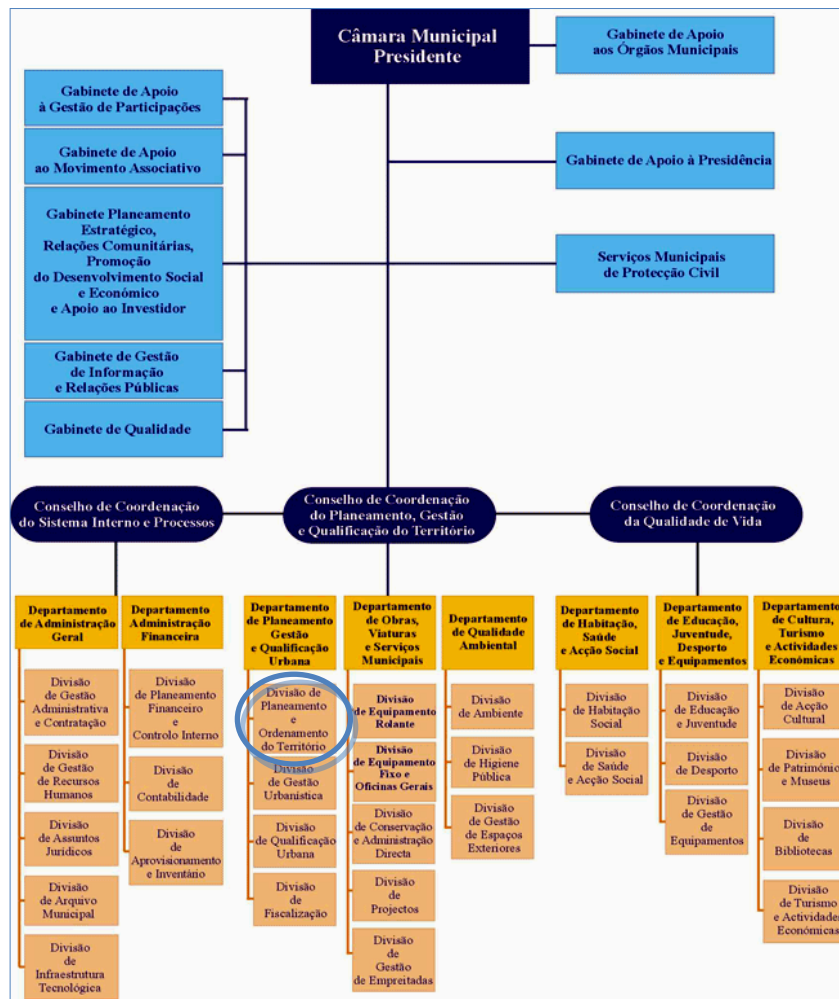 Câmara Municipal
Presidente
Gabinete de Apoio
aos Órgãos Municipais
Gabinete de Apoio
à Gestão de Participações
Gabinete de Apoio
ao Movimento Associativo
Gabinete de Apoio à Presidência
Gabinete Planeamento
Estratégico,
Relações Comunitárias,
Promoção
do Desenvolvimento Social
e Económico
e Apoio ao Investidor
Serviços Municipais
de Protecção Civil
Gabinete de Gestão
de Informação
e Relações Públicas
Gabinete de Qualidade
Conselho de Coordenação
do Sistema Interno e Processos
Conselho de Coordenação
do Planeamento, Gestão
e Qualificação do Território
Conselho de Coordenação
da Qualidade de Vida
Departamento
de Administração
Geral
Divisão
de Gestão
Administrativa
e Contratação
Divisão
de Gestão
de Recursos
Humanos
Divisão
de Assuntos
Jurídicos
Divisão
de Arquivo
Municipal
Divisão
de
Infraestrutura
Tecnológica
Departamento
Administração
Financeira
Divisão
de Planeamento
Financeiro
e
Controlo Interno
Divisão
de
Contabilidade
Divisão
de
Aprovisionamento
e Inventário
Departamento
de Planeamento
Gestão
e Qualificação
Urbana
Divisão de
Planeamento
e
Ordenamento
do Território
Divisão
de Gestão
Urbanística
Divisão
de Qualificação
Urbana
Divisão
de
Fiscalização
Departamento
de Obras,
Viaturas
e Serviços
Municipais
Divisão
de Equipamento
Rolante
Divisão
de Equipamento
Fixo e
Oficinas Gerais
Divisão
de Conservação
e Administração
Directa
Divisão
de
Projectos
Divisão
de
Gestão
de Empreitadas
Departamento
de Qualidade
Ambiental
Divisão
de Ambiente
Divisão
de Higiene
Pública
Divisão
de Gestão
de Espaços
Exteriores
Departamento
de Habitação,
Saúde
e Acção Social
Divisão
de Habitação
Social
Divisão
de Saúde
e Acção Social
Departamento
de Educação,
Juventude,
Desporto
e Equipamentos
Divisão
de Educação
e Juventude
Divisão
de Desporto
Divisão
de Gestão
de
Equipamentos
Departamento
de Cultura,
Turismo
e Actividades
Económicas
Divisão
de Acção
Cultural
Divisão
de Património
e Museus
Divisão
de
Bibliotecas
Divisão
de Turismo
e Actividades
Económicas